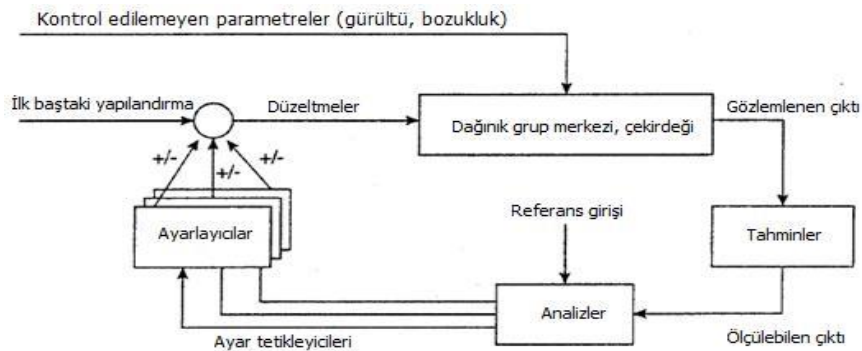 Kontrol edilemeyen parametreler (gürültü, bozukluk)
İlk baştaki yapılandırma
Düzeltmeler
Dağınık grup merkezi, çekirdeği
Gözlemlenen çıktı
+/-
+/-
+/-
Referans girişi
Ayarlayıcılar
Tahminler
Analizler
Ayar tetikleyicileri
Ölçülebilen çıktı